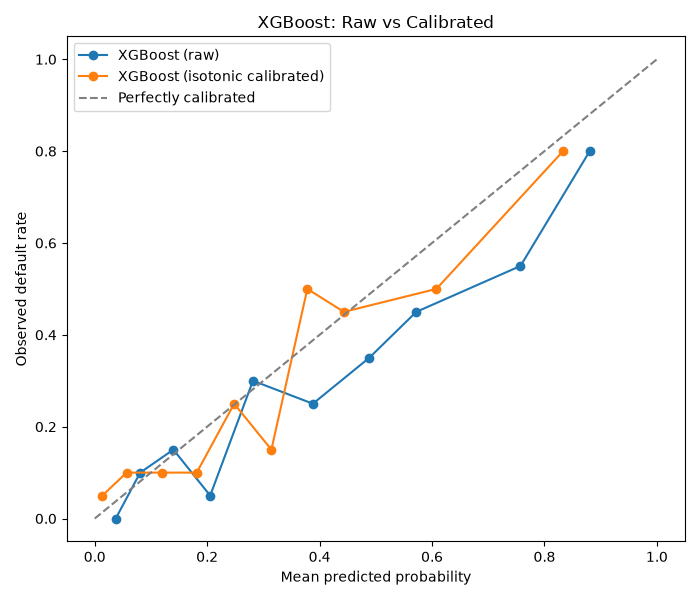 XGBoost: Raw vs Calibrated
XGBoost (raw)
XGBoost (isotonic calibrated)
Perfectly calibrated
Observed default rate
1.0
0.8
0.6
0.4
0.2
0.0
0.0 0.2 0.4 0.6 0.8 1.0
Mean predicted probability